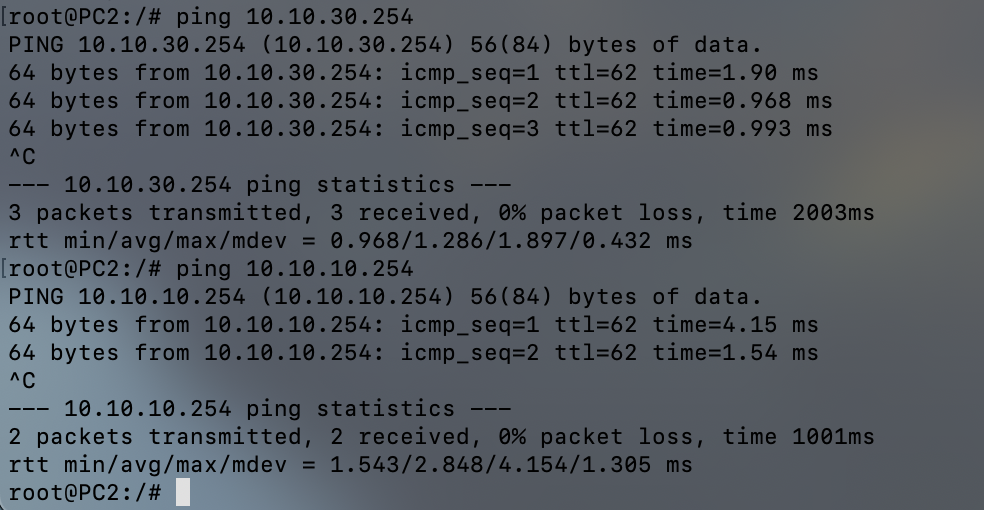 [root@PC2:/# ping 10.10.30.254
PING 10.10.30.254 (10.10.30.254) 56(84) bytes of data.
64 bytes from 10.10.30.254: icmp_seq=1 ttl=62 time=1.90 ms
64 bytes from 10.10.30.254: icmp_seq=2 ttl=62 time=0.968 ms
64 bytes from 10.10.30.254: icmp_seq=3 ttl=62 time=0.993 ms
^C
--- 10.10.30.254 ping statistics ---
3 packets transmitted, 3 received, 0% packet loss, time 2003ms
rtt min/avg/max/mdev = 0.968/1.286/1.897/0.432 ms
[root@PC2:/# ping 10.10.10.254
PING 10.10.10.254 (10.10.10.254) 56(84) bytes of data.
64 bytes from 10.10.10.254: icmp_seq=1 ttl=62 time=4.15 ms
64 bytes from 10.10.10.254: icmp_seq=2 ttl=62 time=1.54 ms
^C
--- 10.10.10.254 ping statistics ---
2 packets transmitted, 2 received, 0% packet loss, time 1001ms
rtt min/avg/max/mdev = 1.543/2.848/4.154/1.305 ms
root@PC2:/#